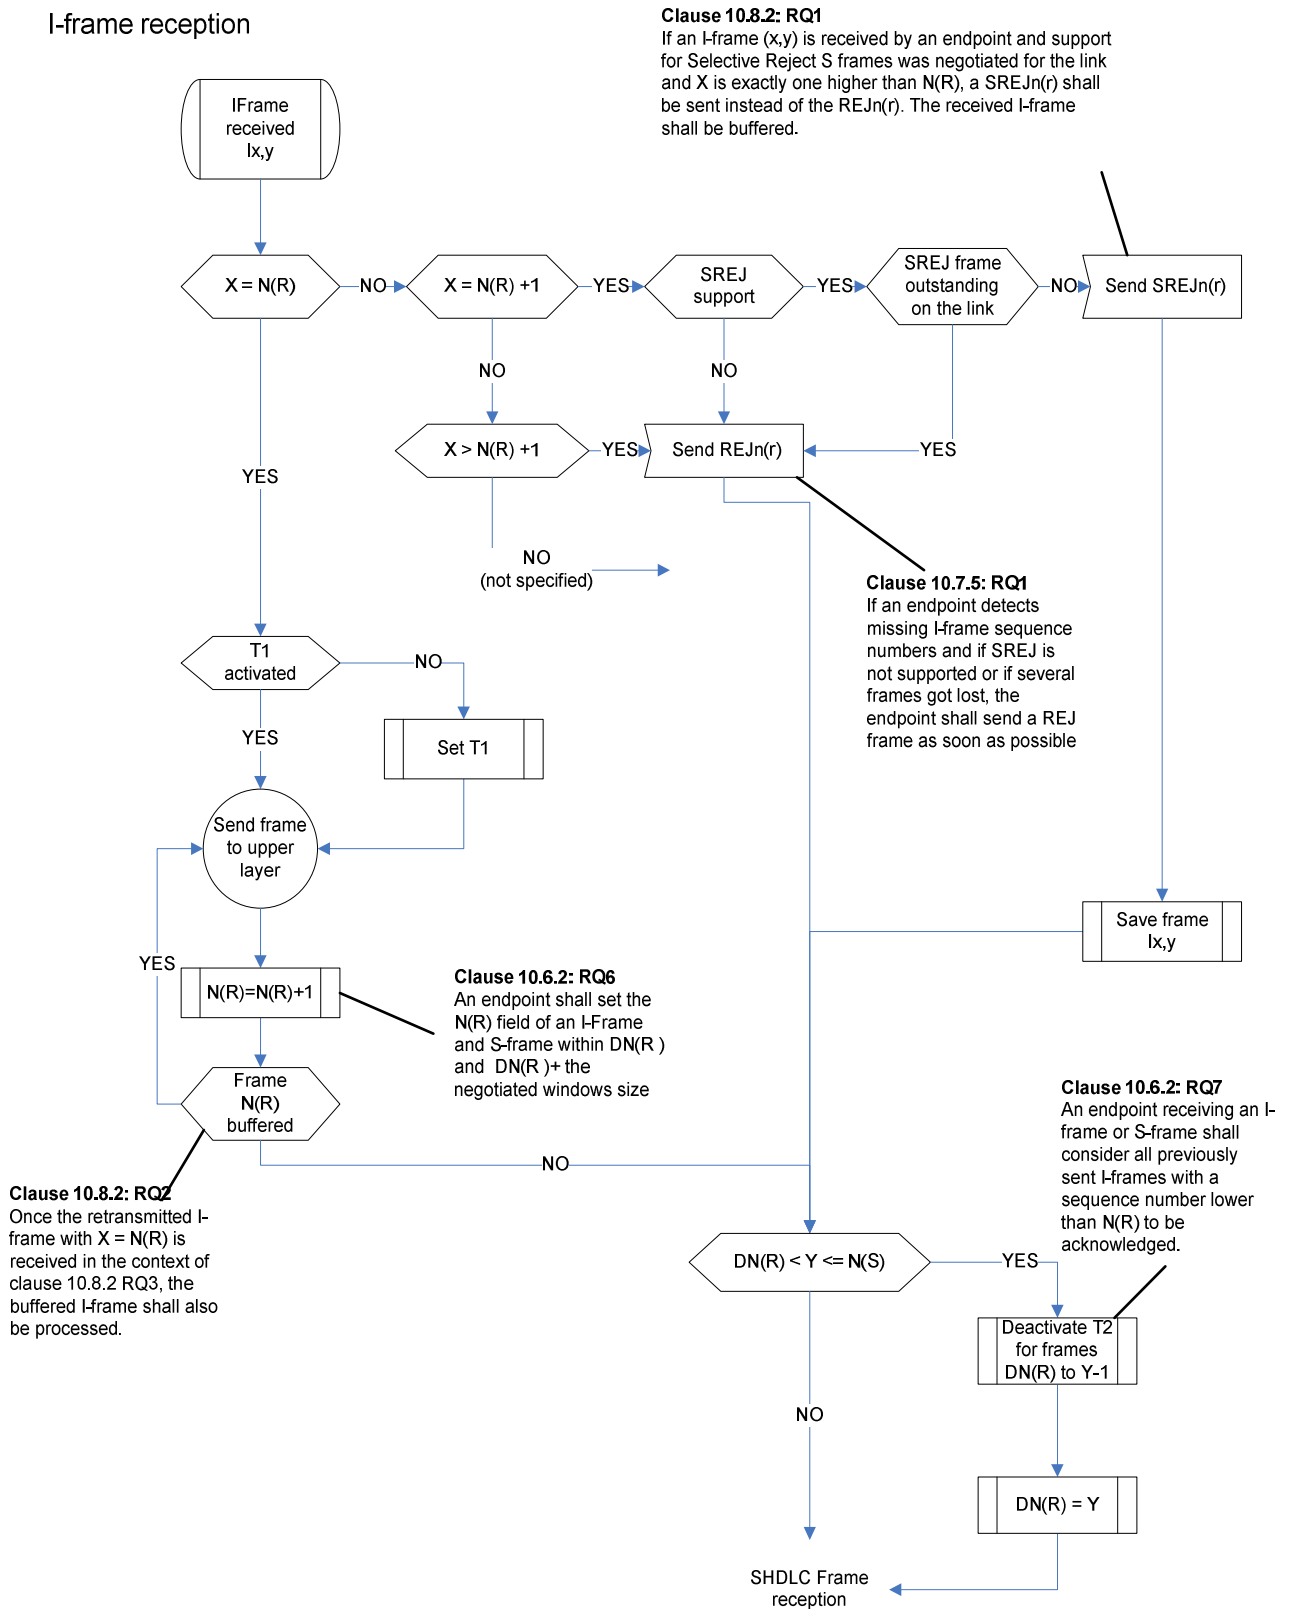 I-frame reception
Clause 10.8.2: RQ1
If an I-frame (x,y) is received by an endpoint and support
for Selective Reject S frames was negotiated for the link
and X is exactly one higher than N(R), a SREJn(r) shall
be sent instead of the REJn(r). The received I-frame
shall be buffered.
IFrame
received
Ix,y
X = N(R)
NO
X = N(R) +1
YES
SREJ
support
YES
SREJ frame
outstanding
on the link
NO
Send SREJn(r)
NO
NO
X > N(R) +1
YES
Send REJn(r)
YES
YES
NO
(not specified)
Clause 10.7.5: RQ1
If an endpoint detects
missing I-frame sequence
numbers and if SREJ is
not supported or if several
frames got lost, the
endpoint shall send a REJ
frame as soon as possible
T1
activated
NO
YES
Set T1
Send frame
to upper
layer
Save frame
Ix,y
YES
N(R)=N(R)+1
Clause 10.6.2: RQ6
An endpoint shall set the
N(R) field of an I-Frame
and S-frame within DN(R )
and DN(R )+ the
negotiated windows size
Frame
N(R)
buffered
Clause 10.6.2: RQ7
An endpoint receiving an I-
frame or S-frame shall
consider all previously
sent I-frames with a
sequence number lower
than N(R) to be
acknowledged.
NO
Clause 10.8.2: RQ2
Once the retransmitted I-
frame with X = N(R) is
received in the context of
clause 10.8.2 RQ3, the
buffered I-frame shall also
be processed.
DN(R) < Y <= N(S)
YES
Deactivate T2
for frames
DN(R) to Y-1
NO
DN(R) = Y
SHDLC Frame
reception